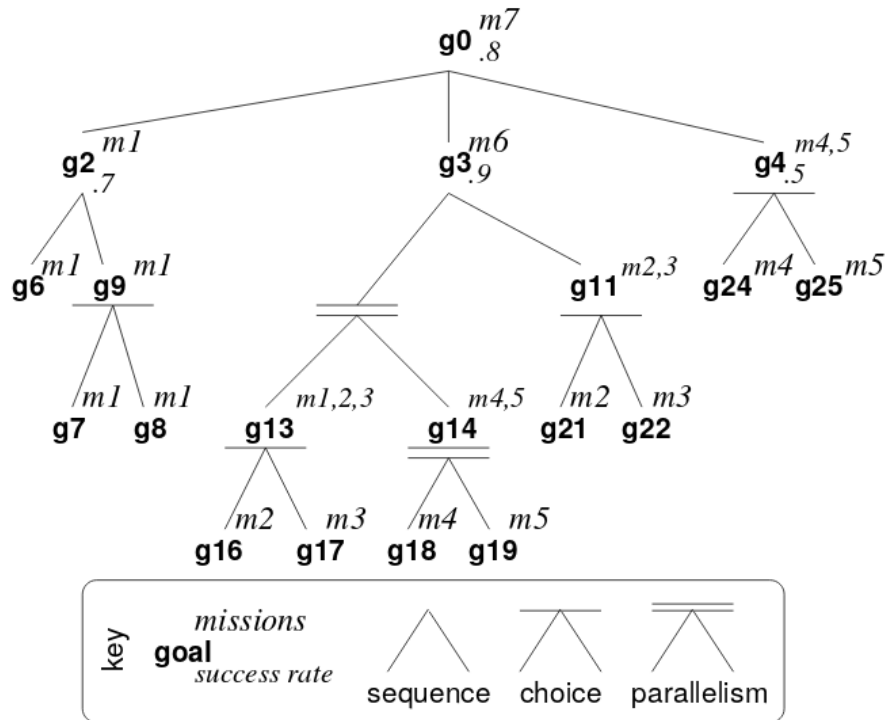 g0 m7 .8
g2 m1 .7 g3 m6 .9 g4 m4,5 .5
g6 m1 g9 m1 g11 m2,3 g24 m4 g25 m5
g7 m1 g8 m1 g13 m1,2,3 g14 m4,5 g21 m2 g22 m3
g16 m2 g17 m3 g18 m4 g19 m5
key
missions
goal
success rate
sequence choice parallelism